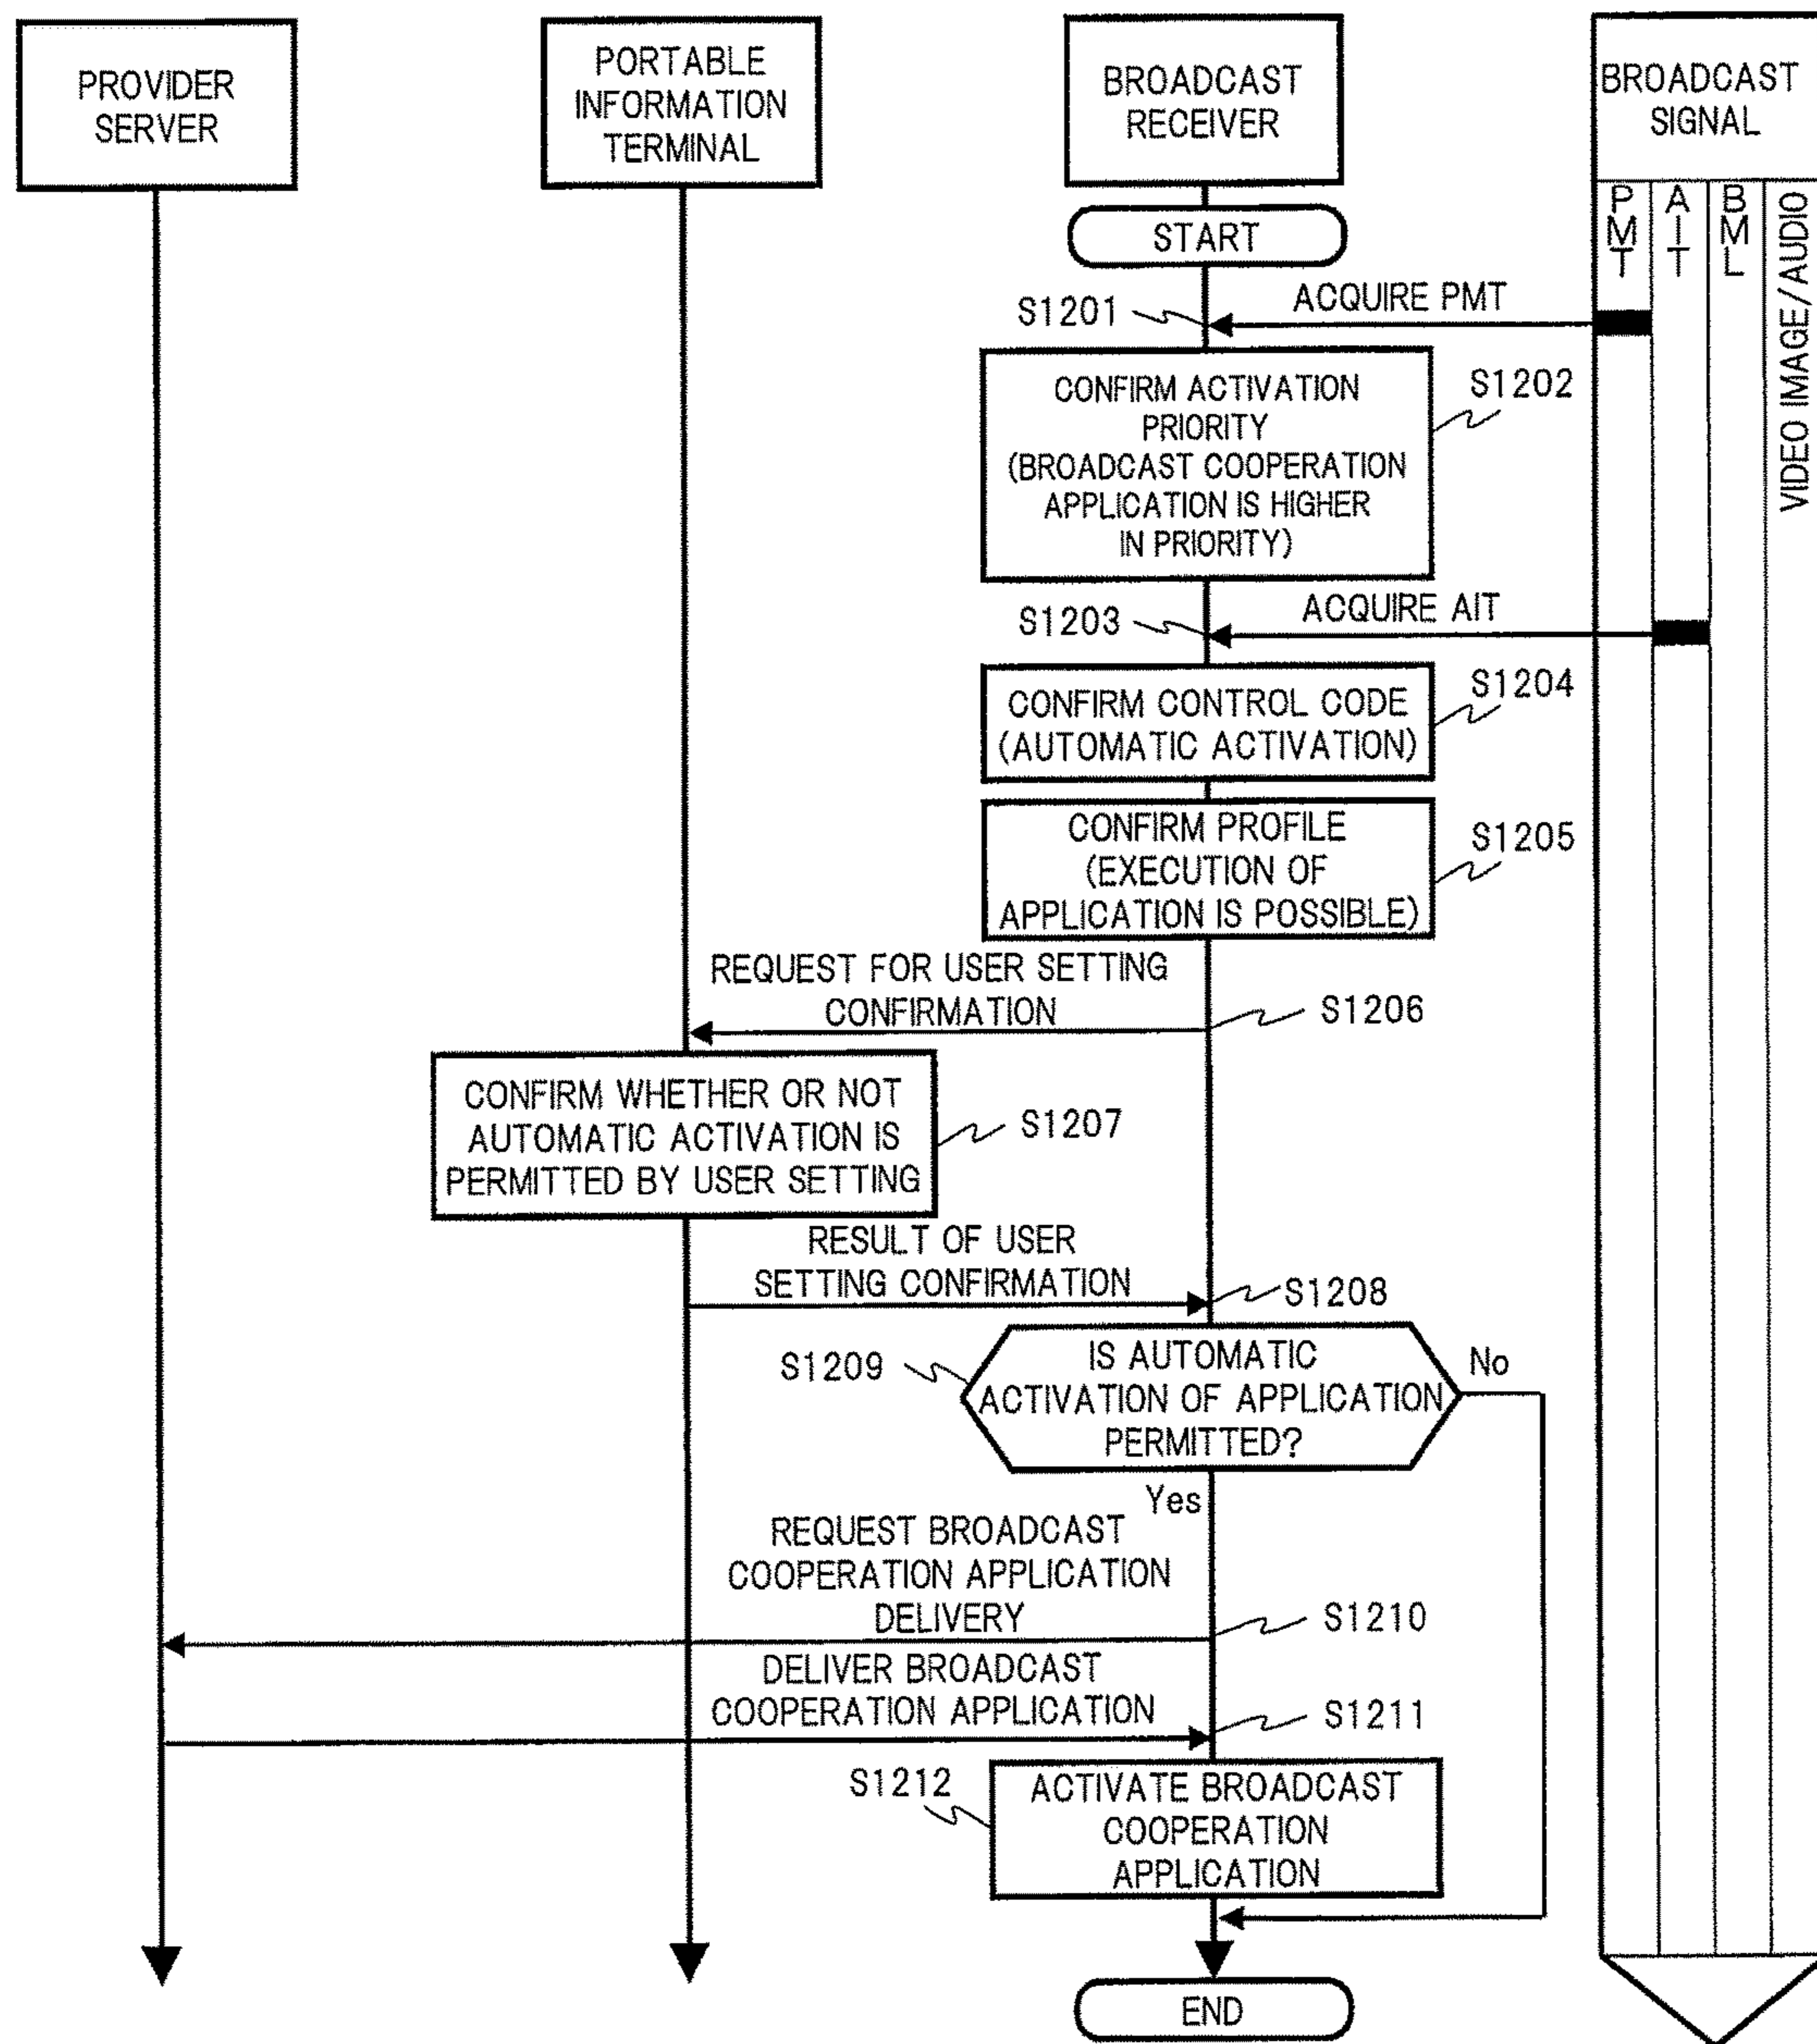 PROVIDER
SERVER
PORTABLE
INFORMATION
TERMINAL
BROADCAST
RECEIVER
BROADCAST
SIGNAL
PMT
AIT
BML
VIDEO IMAGE/AUDIO
START
S1201
ACQUIRE PMT
CONFIRM ACTIVATION
PRIORITY
(BROADCAST COOPERATION
APPLICATION IS HIGHER
IN PRIORITY)
S1202
S1203
ACQUIRE AIT
CONFIRM CONTROL CODE
(AUTOMATIC ACTIVATION)
S1204
CONFIRM PROFILE
(EXECUTION OF
APPLICATION IS POSSIBLE)
S1205
REQUEST FOR USER SETTING
CONFIRMATION
S1206
CONFIRM WHETHER OR NOT
AUTOMATIC ACTIVATION IS
PERMITTED BY USER SETTING
S1207
RESULT OF USER
SETTING CONFIRMATION
S1208
S1209
IS AUTOMATIC
ACTIVATION OF APPLICATION
PERMITTED?
No
Yes
REQUEST BROADCAST
COOPERATION APPLICATION
DELIVERY
S1210
DELIVER BROADCAST
COOPERATION APPLICATION
S1211
S1212
ACTIVATE BROADCAST
COOPERATION
APPLICATION
END